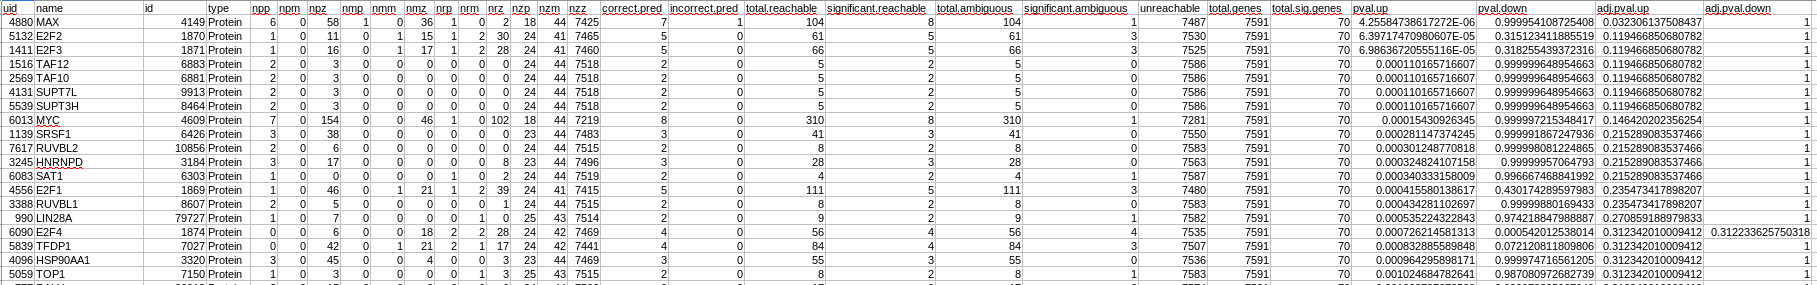 uid name id type npp npm npz nmp nmm nmz nrp nrm nrz nzp nzm nzz correct.pred incorrect.pred total.reachable significant.reachable total.ambiguous significant.ambiguous unreachable total.genes total.sig.genes pval.up pval.down adj.pval.up adj.pval.down
4880 MAX 4149 Protein 6 0 58 1 0 36 1 0 2 18 44 7425 7 1 104 8 104 1 7487 7591 70 4.25584738617272E-06 0.999954108725408 0.032306137508437 1
5132 E2F2 1870 Protein 1 0 11 0 1 15 1 2 30 24 41 7465 5 0 61 5 61 3 7530 7591 70 6.39717470980607E-05 0.315123411885519 0.119466850680782 1
1411 E2F3 1871 Protein 1 0 16 0 1 17 1 2 28 24 41 7460 5 0 66 5 66 3 7525 7591 70 6.98636720555116E-05 0.318255439372316 0.119466850680782 1
1516 TAF12 6883 Protein 2 0 3 0 0 0 0 0 0 24 44 7518 2 0 5 2 5 0 7586 7591 70 0.000110165716607 0.999999648954663 0.119466850680782 1
2569 TAF10 6881 Protein 2 0 3 0 0 0 0 0 0 24 44 7518 2 0 5 2 5 0 7586 7591 70 0.000110165716607 0.999999648954663 0.119466850680782 1
4131 SUPT7L 9913 Protein 2 0 3 0 0 0 0 0 0 24 44 7518 2 0 5 2 5 0 7586 7591 70 0.000110165716607 0.999999648954663 0.119466850680782 1
5539 SUPT3H 8464 Protein 2 0 3 0 0 0 0 0 0 24 44 7518 2 0 5 2 5 0 7586 7591 70 0.000110165716607 0.999999648954663 0.119466850680782 1
6013 MYC 4609 Protein 7 0 154 0 0 46 1 0 102 18 44 7219 8 0 310 8 310 1 7281 7591 70 0.00015430926345 0.999997215348417 0.146420202356254 1
1139 SRSF1 6426 Protein 3 0 38 0 0 0 0 0 0 23 44 7483 3 0 41 3 41 0 7550 7591 70 0.000281147374245 0.999991867247936 0.215289083537466 1
7617 RUVBL2 10856 Protein 2 0 6 0 0 0 0 0 0 24 44 7515 2 0 8 2 8 0 7583 7591 70 0.000301248770818 0.999998081224865 0.215289083537466 1
3245 HNRNPD 3184 Protein 3 0 17 0 0 0 0 0 8 23 44 7496 3 0 28 3 28 0 7563 7591 70 0.000324824107158 0.99999957064793 0.215289083537466 1
6083 SAT1 6303 Protein 1 0 0 0 0 0 1 0 2 24 44 7519 2 0 4 2 4 1 7587 7591 70 0.000340333158009 0.996667468841992 0.215289083537466 1
4556 E2F1 1869 Protein 1 0 46 0 1 21 1 2 39 24 41 7415 5 0 111 5 111 3 7480 7591 70 0.000415580138617 0.430174289597983 0.235473417898207 1
3388 RUVBL1 8607 Protein 2 0 5 0 0 0 0 0 1 24 44 7515 2 0 8 2 8 0 7583 7591 70 0.000434281102697 0.99999880169433 0.235473417898207 1
990 LIN28A 79727 Protein 1 0 7 0 0 0 0 1 0 25 43 7514 2 0 9 2 9 1 7582 7591 70 0.000535224322843 0.974218847988887 0.270859188979833 1
6090 E2F4 1874 Protein 0 0 6 0 0 18 2 2 28 24 42 7469 4 0 56 4 56 4 7535 7591 70 0.000726214581313 0.000542012538014 0.312342010009412 0.312233625750318
5839 TFDP1 7027 Protein 0 0 42 0 1 21 2 1 17 24 42 7441 4 0 84 4 84 3 7507 7591 70 0.000832885589848 0.072120811809806 0.312342010009412 1
4096 HSP90AA1 3320 Protein 3 0 45 0 0 4 0 0 3 23 44 7469 3 0 55 3 55 0 7536 7591 70 0.000964295898171 0.999974716561205 0.312342010009412 1
5059 TOP1 7150 Protein 1 0 3 0 0 0 0 1 3 25 43 7515 2 0 8 2 8 1 7583 7591 70 0.001024684782641 0.987080972682739 0.312342010009412 1